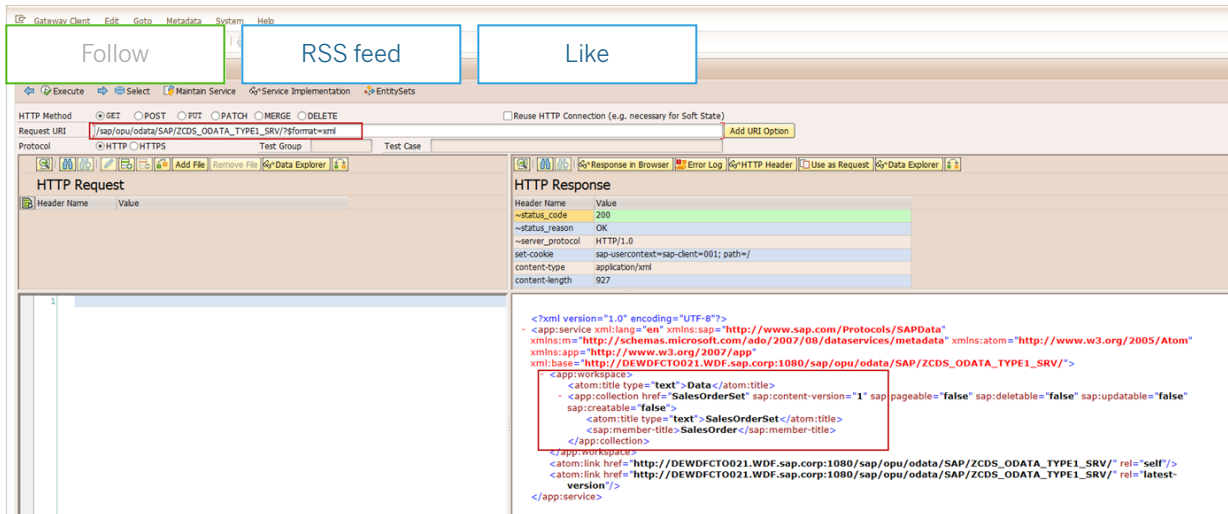 Gateway Client Edit Goto Metadata System Help
Follow
RSS feed
Like
Execute Select Maintain Service Service Implementation EntitySets
HTTP Method GET POST PUT PATCH MERGE DELETE Reuse HTTP Connection (e.g. necessary for Soft State)
Request URI /sap/opu/odata/SAP/ZCDS_ODATA_TYPE1_SRV/?$format=xml Add URI Option
Protocol HTTP HTTPS Test Group Test Case
Add File Remove File Data Explorer
Response in Browser Error Log HTTP Header Use as Request Data Explorer
HTTP Request
HTTP Response
Header Name Value
Header Name Value
~status_code 200
~status_reason OK
~server_protocol HTTP/1.0
set-cookie sap-usercontext=sap-client=001; path=/
content-type application/xml
content-length 927
1
<?xml version="1.0" encoding="UTF-8"?>
- <app:service xml:lang="en" xmlns:sap="http://www.sap.com/Protocols/SAPData"
xmlns:m="http://schemas.microsoft.com/ado/2007/08/dataservices/metadata" xmlns:atom="http://www.w3.org/2005/Atom"
xmlns:app="http://www.w3.org/2007/app"
xml:base="http://DEWDFCTO021.WDF.sap.corp:1080/sap/opu/odata/SAP/ZCDS_ODATA_TYPE1_SRV/">
- <app:workspace>
<atom:title type="text">Data</atom:title>
- <app:collection href="SalesOrderSet" sap:content-version="1" sap:pageable="false" sap:deletable="false" sap:updatable="false"
sap:creatable="false">
<atom:title type="text">SalesOrderSet</atom:title>
<sap:member-title>SalesOrder</sap:member-title>
</app:collection>
</app:workspace>
<atom:link href="http://DEWDFCTO021.WDF.sap.corp:1080/sap/opu/odata/SAP/ZCDS_ODATA_TYPE1_SRV/" rel="self"/>
<atom:link href="http://DEWDFCTO021.WDF.sap.corp:1080/sap/opu/odata/SAP/ZCDS_ODATA_TYPE1_SRV/" rel="latest-
version"/>
</app:service>